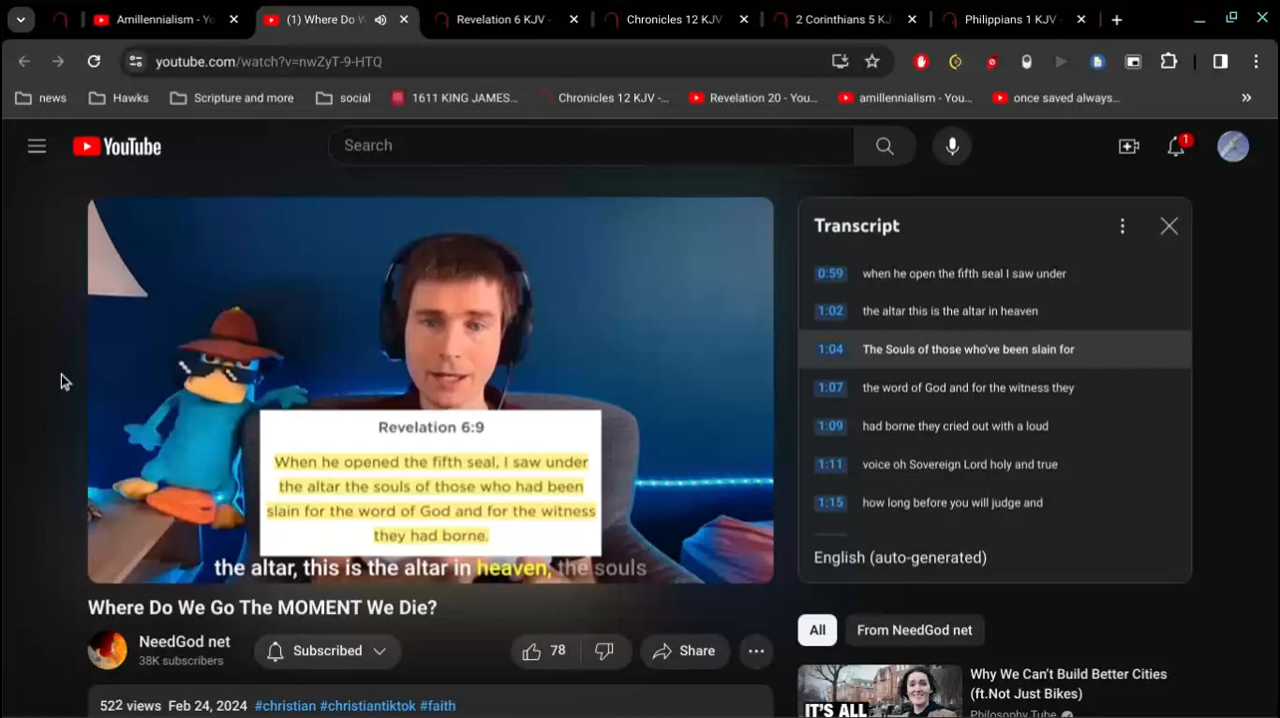 Amillennialism - Yo
(1) Where Do W
Revelation 6 KJV -
Chronicles 12 KJV
2 Corinthians 5 KJ
Philippians 1 KJV
youtube.com/watch?v=nwZyT-9-HTQ
news
Hawks
Scripture and more
social
1611 KING JAMES...
Chronicles 12 KJV -...
Revelation 20 - You...
amillennialism - You...
once saved always...
»
YouTube
Search
1
Revelation 6:9
When he opened the fifth seal, I saw under
the altar the souls of those who had been
slain for the word of God and for the witness
they had borne.
the altar, this is the altar in heaven, the souls
Transcript
0:59 when he open the fifth seal I saw under
1:02 the altar this is the altar in heaven
1:04 The Souls of those who've been slain for
1:07 the word of God and for the witness they
1:09 had borne they cried out with a loud
1:11 voice oh Sovereign Lord holy and true
1:15 how long before you will judge and
English (auto-generated)
Where Do We Go The MOMENT We Die?
NeedGod net
38K subscribers
Subscribed
78
Share
522 views Feb 24, 2024 #christian #christiantiktok #faith
All
From NeedGod net
IT'S ALL
Why We Can't Build Better Cities
(ft.Not Just Bikes)
Philosophy Tube